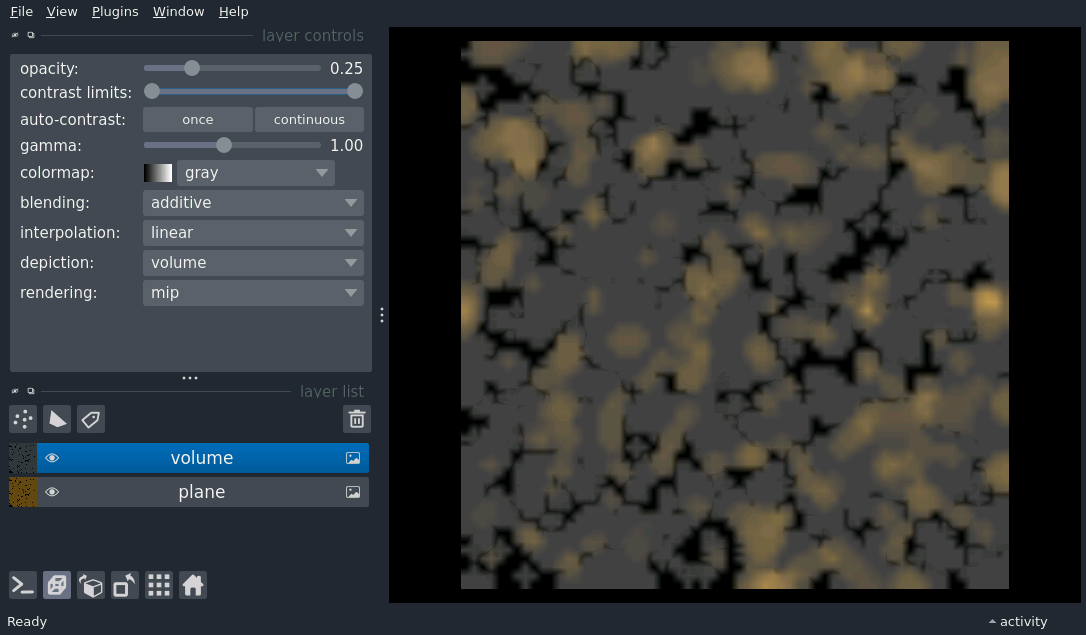 File View Plugins Window Help
layer controls
opacity: 0.25
contrast limits:
auto-contrast: once continuous
gamma: 1.00
colormap: gray
blending: additive
interpolation: linear
depiction: volume
rendering: mip
layer list
volume
plane
Ready
activity